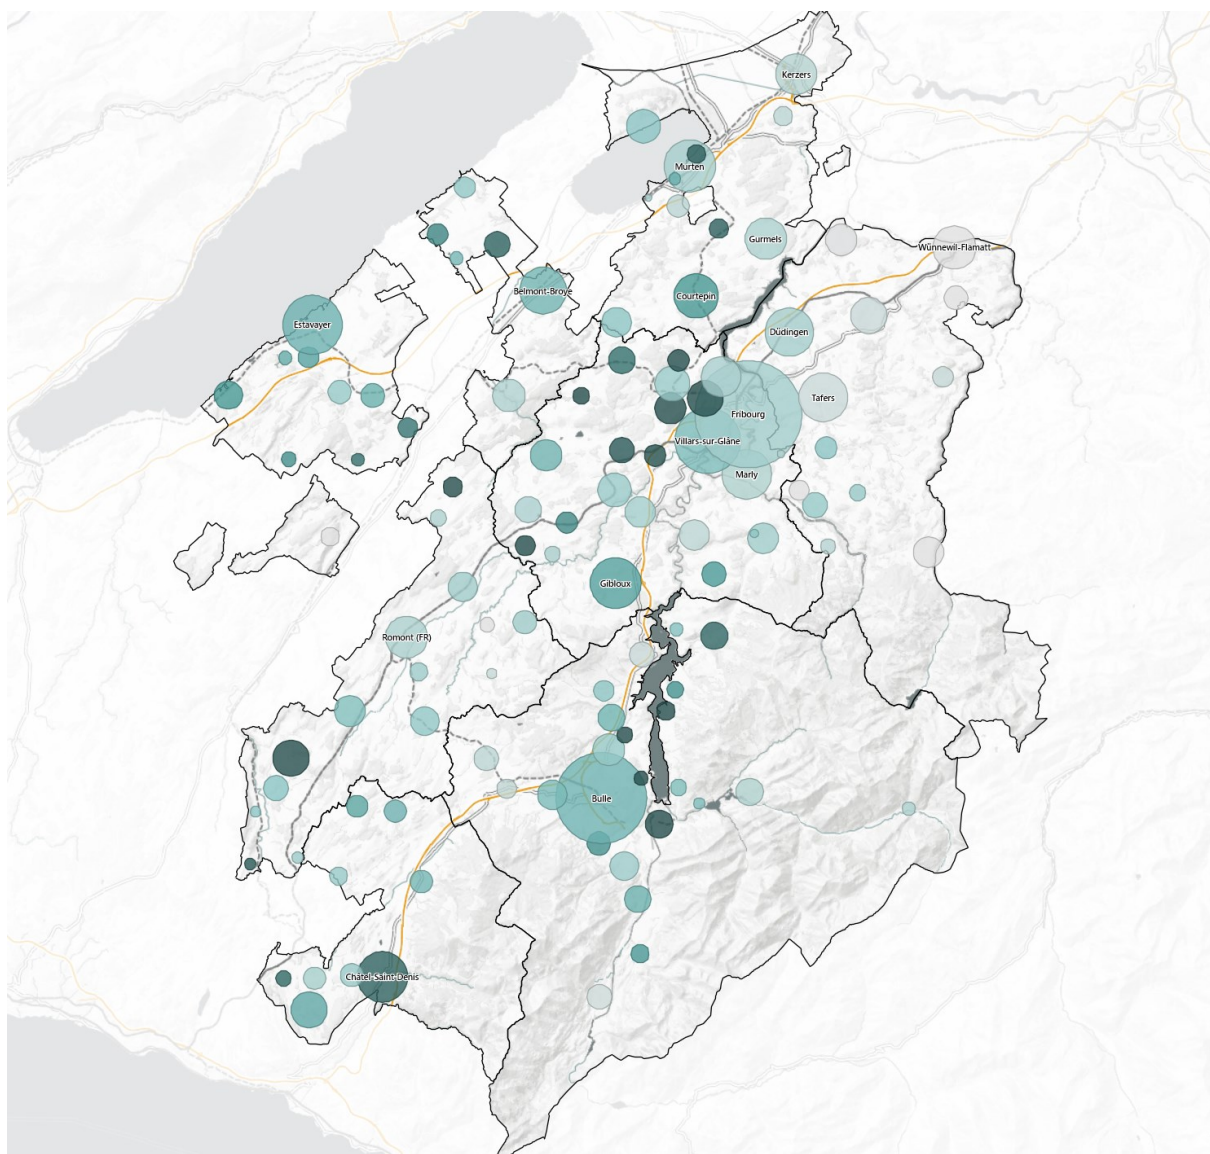 Kerzers
Murten
Gurmels
Wünnewil-Flamatt
Belmont-Broye
Courtepin
Estavayer
Düdingen
Tafers
Fribourg
Villars-sur-Glâne
Marly
Gibloux
Romont (FR)
Bulle
Châtel-Saint-Denis